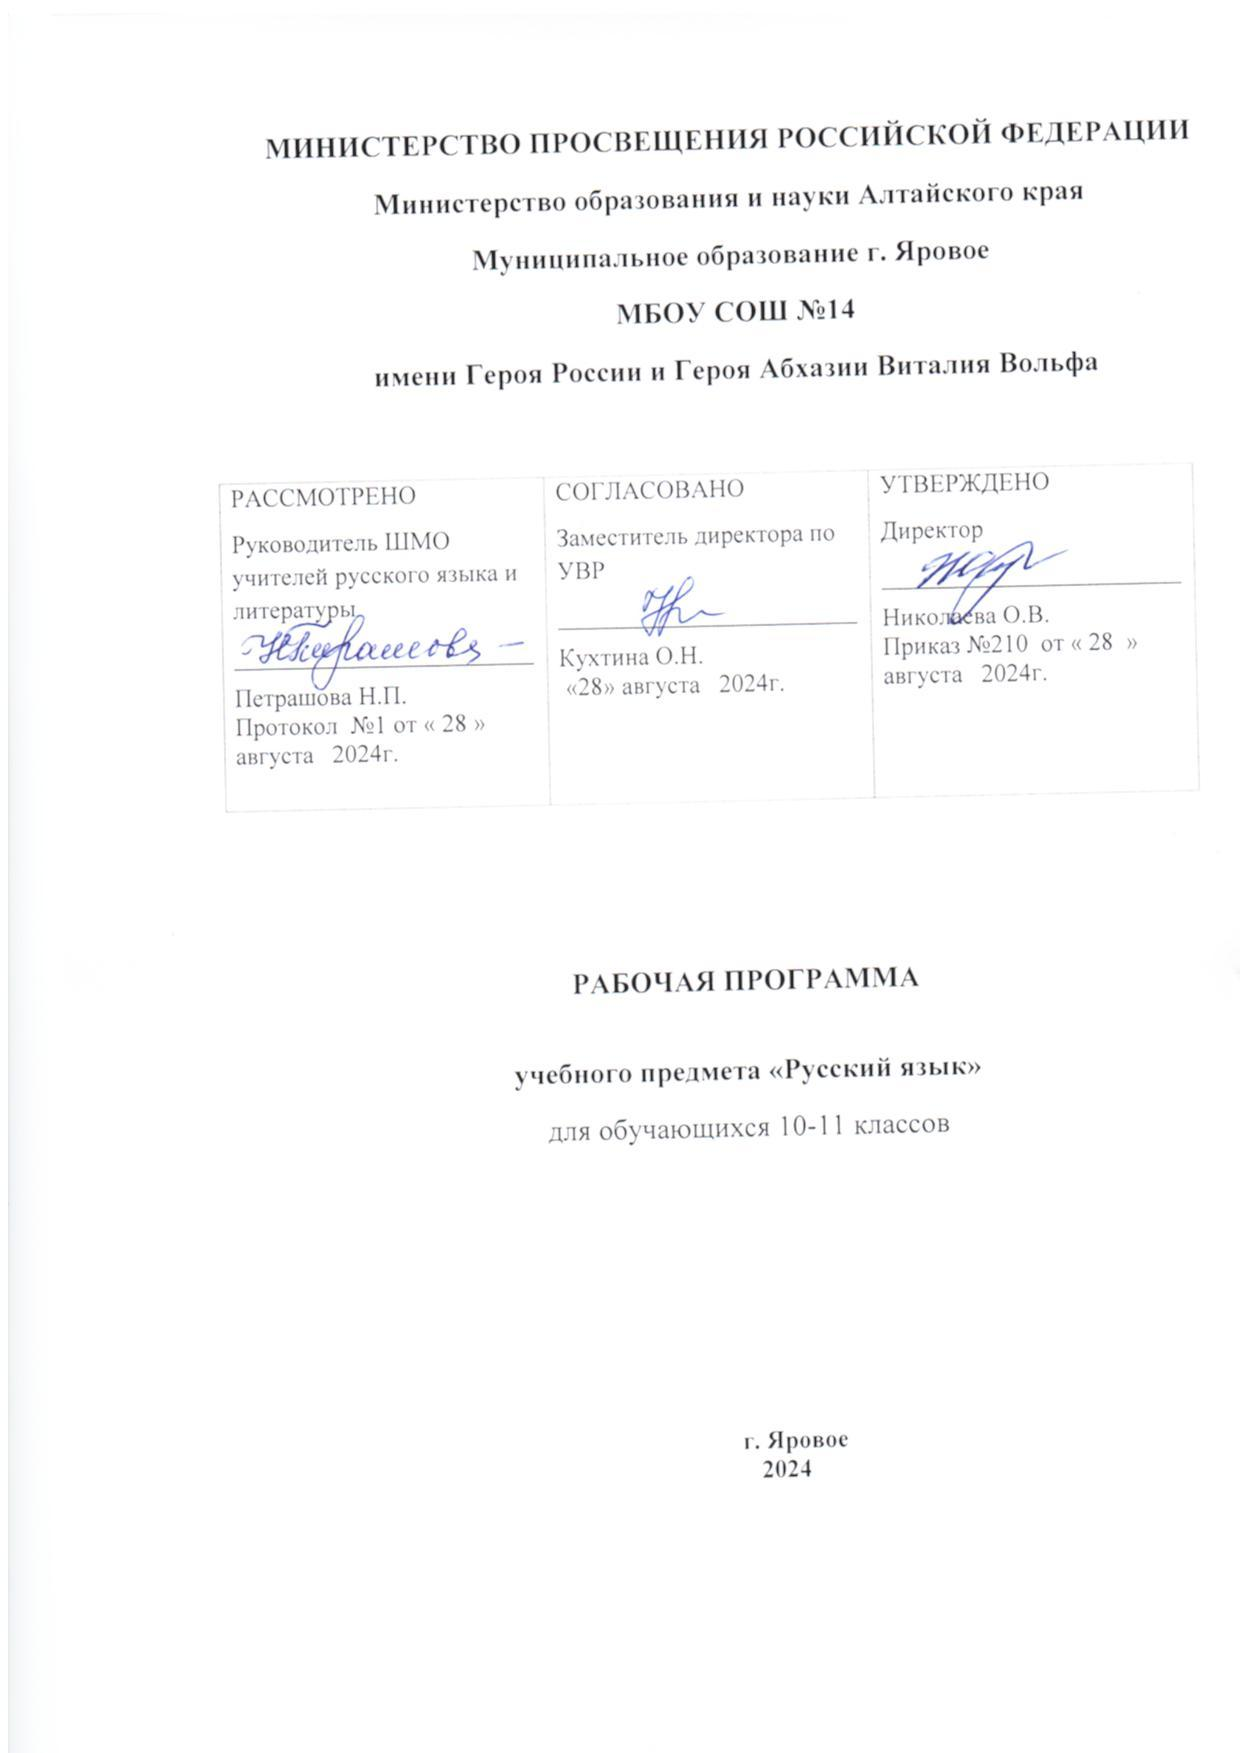 МИНИСТЕРСТВО ПРОСВЕЩЕНИЯ РОССИЙСКОЙ ФЕДЕРАЦИИ
Министерство образования и науки Алтайского края
Муниципальное образование г. Яровое
МБОУ СОШ №14
имени Героя России и Героя Абхазии Виталия Вольфа
РАССМОТРЕНО
Руководитель ШМО
учителей русского языка и
литературы
Петрашова Н.П.
Протокол №1 от « 28 »
августа 2024г.
СОГЛАСОВАНО
Заместитель директора по
УВР
Кухтина О.Н.
«28» августа 2024г.
УТВЕРЖДЕНО
Директор
Николаева О.В.
Приказ №210 от « 28 »
августа 2024г.
РАБОЧАЯ ПРОГРАММА
учебного предмета «Русский язык»
для обучающихся 10-11 классов
г. Яровое
2024